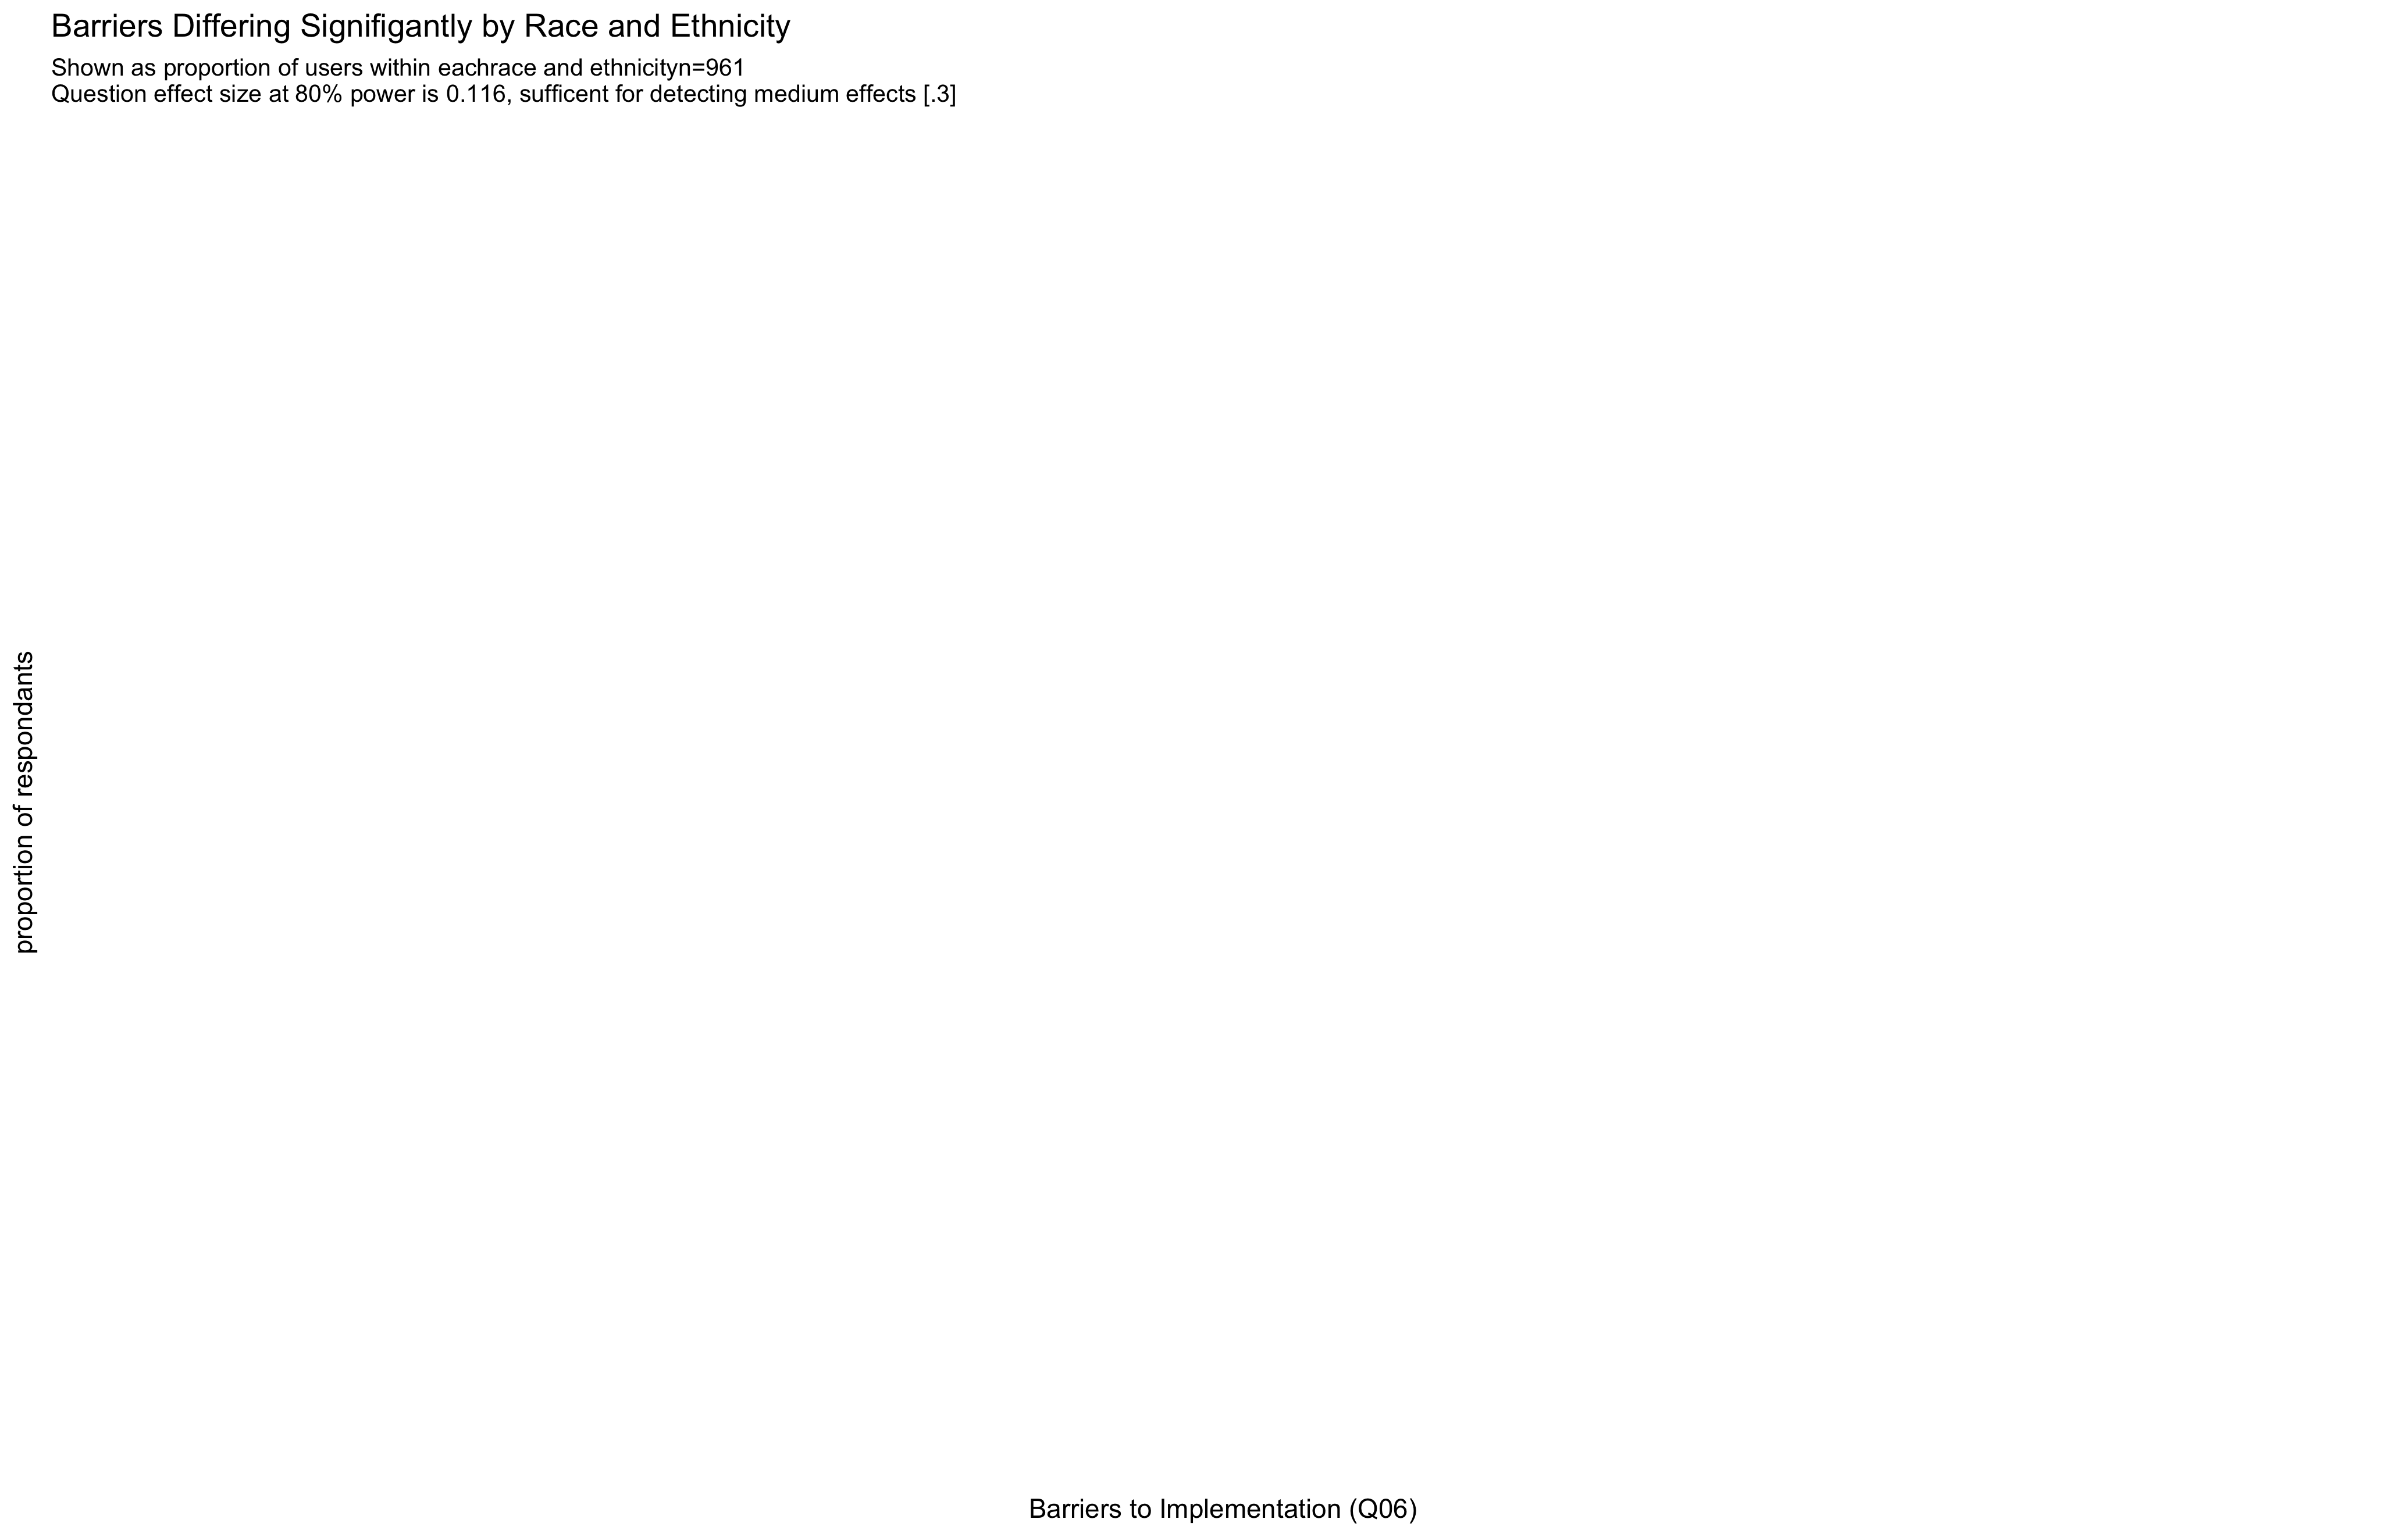 Barriers Differing Signifigantly by Race and Ethnicity
Shown as proportion of users within eachrace and ethnicityn=961
Question effect size at 80% power is 0.116, sufficent for detecting medium effects [.3]
proportion of respondants
Barriers to Implementation (Q06)